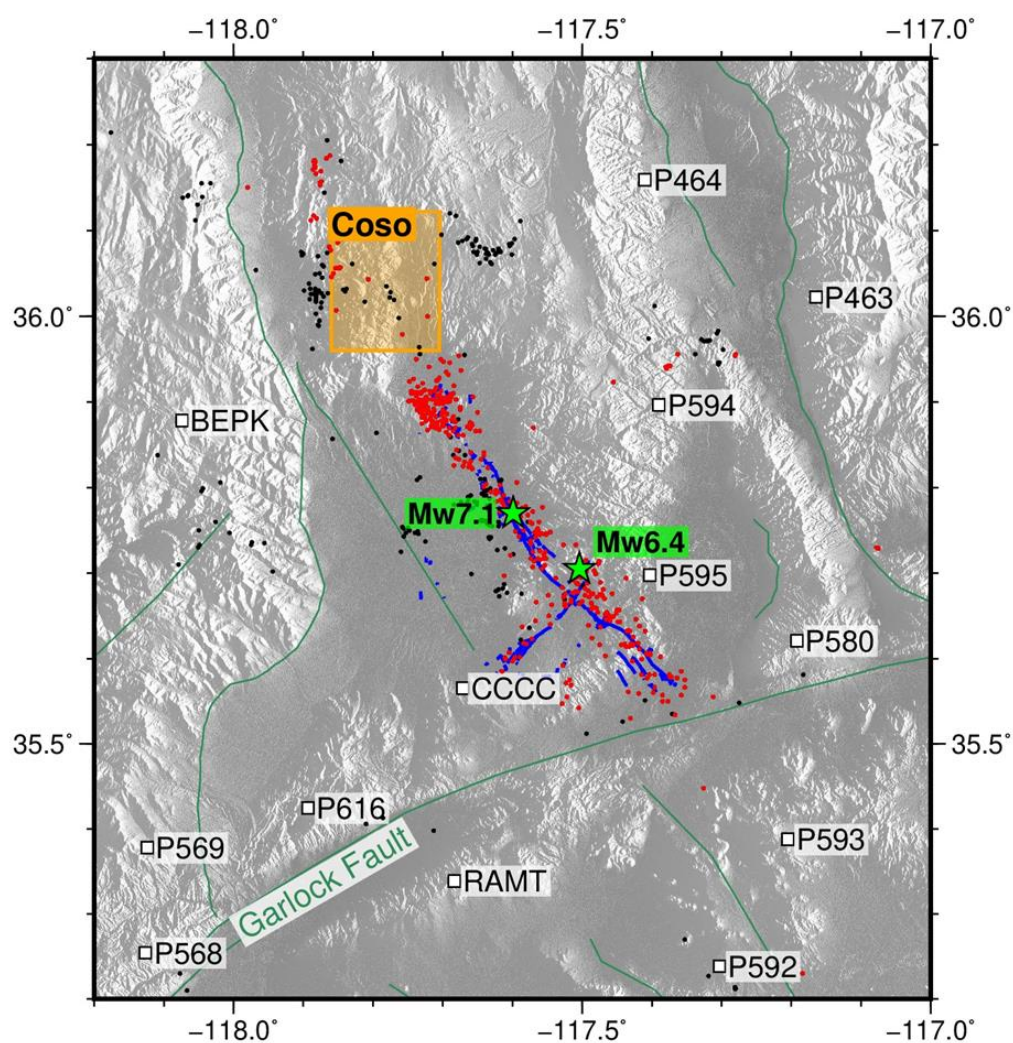 −118.0˚ −117.5˚ −117.0˚
P464
Coso
P463
36.0˚ 36.0˚
P594
BEPK
Mw7.1
Mw6.4
P595
P580
CCCC
35.5˚ 35.5˚
P616
P593
P569
Garlock Fault
RAMT
P568
P592
−118.0˚ −117.5˚ −117.0˚